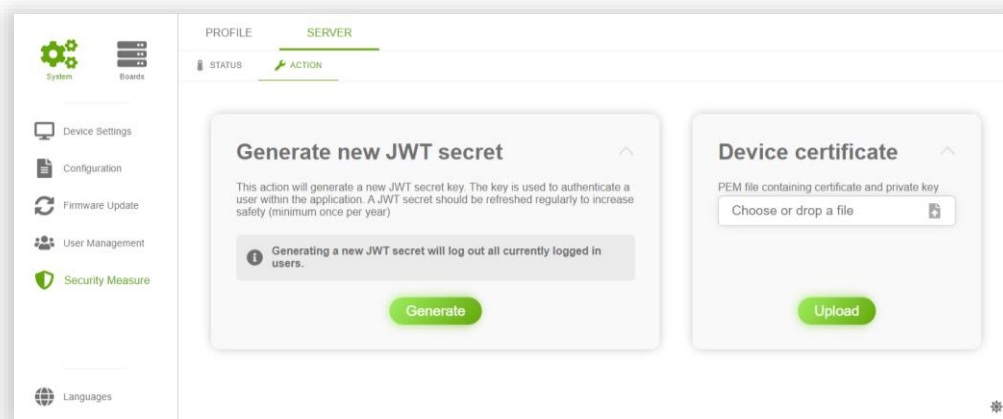 PROFILE SERVER
STATUS ACTION
System Boards
Device Settings
Configuration
Firmware Update
User Management
Security Measure
Languages
Generate new JWT secret
This action will generate a new JWT secret key. The key is used to authenticate a
user within the application. A JWT secret should be refreshed regularly to increase
safety (minimum once per year)
Generating a new JWT secret will log out all currently logged in
users.
Generate
Device certificate
PEM file containing certificate and private key
Choose or drop a file
Upload